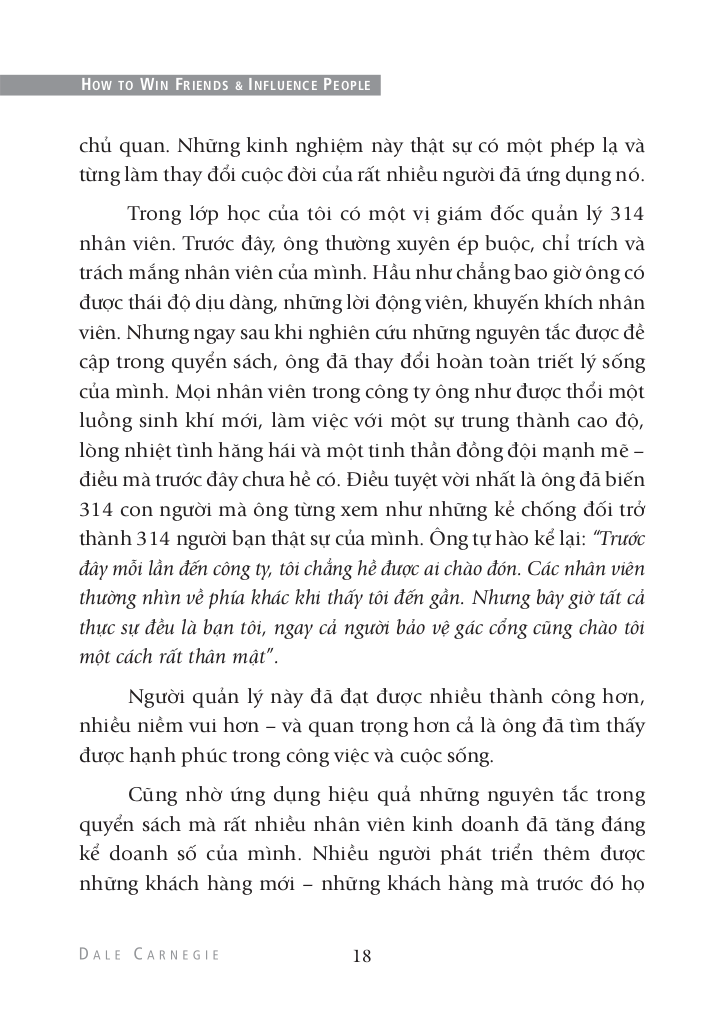 HOW TO WIN FRIENDS & INFLUENCE PEOPLE
chủ quan. Những kinh nghiệm này thật sự có một phép lạ và
từng làm thay đổi cuộc đời của rất nhiều người đã ứng dụng nó.
Trong lớp học của tôi có một vị giám đốc quản lý 314
nhân viên. Trước đây, ông thường xuyên ép buộc, chỉ trích và
trách mắng nhân viên của mình. Hầu như chẳng bao giờ ông có
được thái độ dịu dàng, những lời động viên, khuyến khích nhân
viên. Nhưng ngay sau khi nghiên cứu những nguyên tắc được đề
cập trong quyển sách, ông đã thay đổi hoàn toàn triết lý sống
của mình. Mọi nhân viên trong công ty ông như được thổi một
luồng sinh khí mới, làm việc với một sự trung thành cao độ,
lòng nhiệt tình hăng hái và một tinh thần đồng đội mạnh mẽ –
điều mà trước đây chưa hề có. Điều tuyệt vời nhất là ông đã biến
314 con người mà ông từng xem như những kẻ chống đối trở
thành 314 người bạn thật sự của mình. Ông tự hào kể lại: “Trước
đây mỗi lần đến công ty, tôi chẳng hề được ai chào đón. Các nhân viên
thường nhìn về phía khác khi thấy tôi đến gần. Nhưng bây giờ tất cả
thực sự đều là bạn tôi, ngay cả người bảo vệ gác cổng cũng chào tôi
một cách rất thân mật”.
Người quản lý này đã đạt được nhiều thành công hơn,
nhiều niềm vui hơn – và quan trọng hơn cả là ông đã tìm thấy
được hạnh phúc trong công việc và cuộc sống.
Cũng nhờ ứng dụng hiệu quả những nguyên tắc trong
quyển sách mà rất nhiều nhân viên kinh doanh đã tăng đáng
kể doanh số của mình. Nhiều người phát triển thêm được
những khách hàng mới – những khách hàng mà trước đó họ
DALE CARNEGIE
18